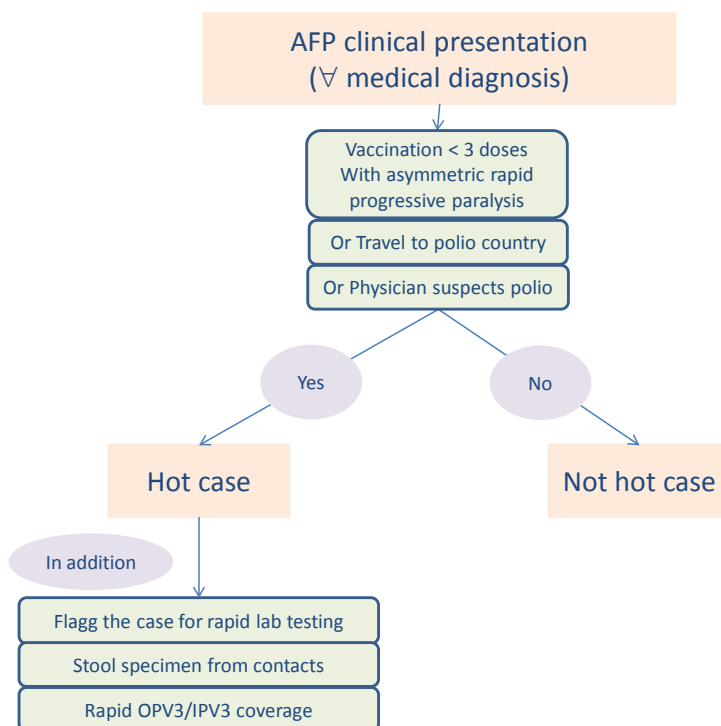 AFP clinical presentation
(∀ medical diagnosis)
Vaccination < 3 doses
With asymmetric rapid
progressive paralysis
Or Travel to polio country
Or Physician suspects polio
Yes
No
Hot case
Not hot case
In addition
Flagg the case for rapid lab testing
Stool specimen from contacts
Rapid OPV3/IPV3 coverage